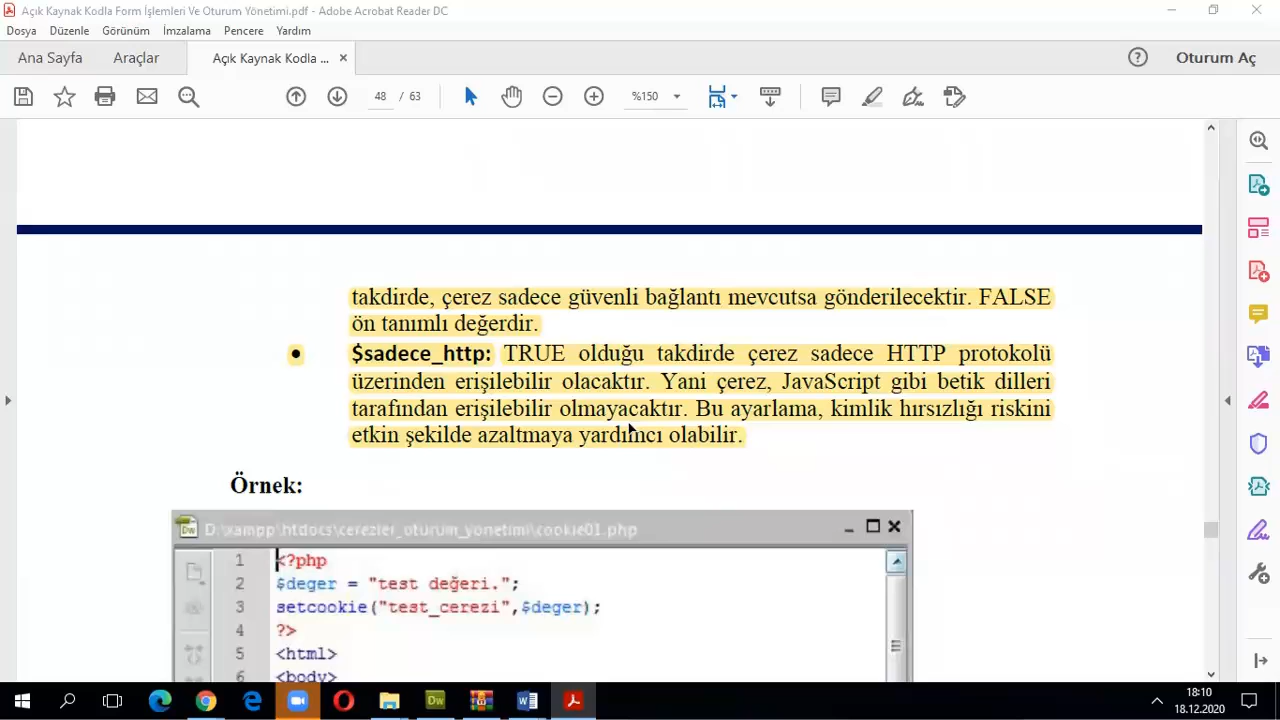 Açık Kaynak Kodla Form İşlemleri Ve Oturum Yönetimi.pdf - Adobe Acrobat Reader DC
Dosya Düzenle Görünüm İmzalama Pencere Yardım
Ana Sayfa Araçlar Açık Kaynak Kodla ... × ? Oturum Aç
48 / 63 %150
takdirde, çerez sadece güvenli bağlantı mevcutsa gönderilecektir. FALSE
ön tanımlı değerdir.
• $sadece_http: TRUE olduğu takdirde çerez sadece HTTP protokolü
üzerinden erişilebilir olacaktır. Yani çerez, JavaScript gibi betik dilleri
tarafından erişilebilir olmayacaktır. Bu ayarlama, kimlik hırsızlığı riskini
etkin şekilde azaltmaya yardımcı olabilir.
Örnek:
Dw D:\xampp\htdocs\cerezler_oturum_yonetimi\cookie01.php
1 <?php
2 $deger = "test değeri.";
3 setcookie("test_cerezi",$deger);
4 ?>
5 <html>
6 <body>
Dw
18:10
18.12.2020